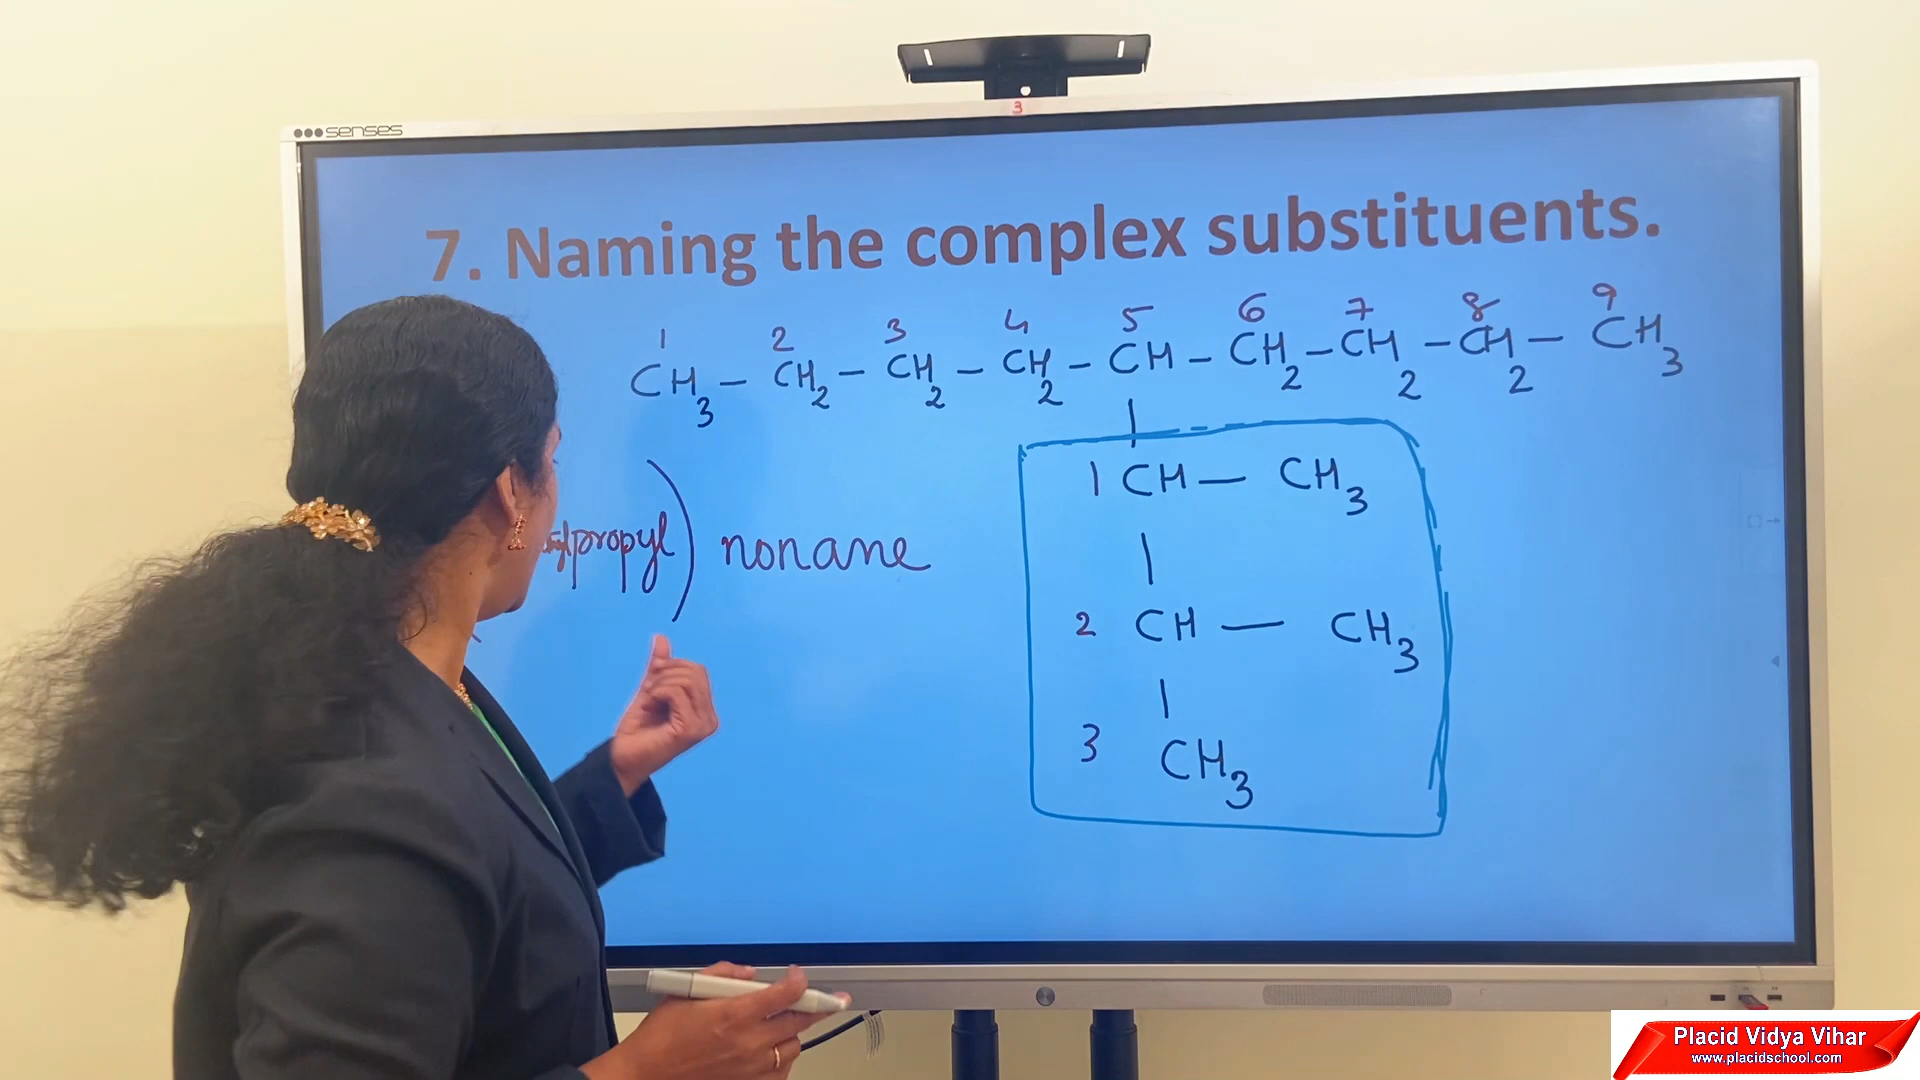 senses
3
7. Naming the complex substituents.
1 2 3 4 5 6 7 8 9
CH3 – CH2 – CH2 – CH2 – CH – CH2 – CH2 – CH2 – CH3
|
1 CH — CH3
|
propyl) nonane
2 CH — CH3
|
3 CH3
Placid Vidya Vihar
www.placidschool.com